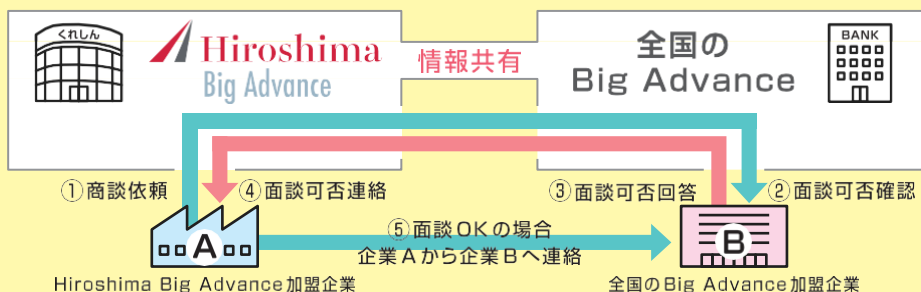 くれしん
Hiroshima
Big Advance
情報共有
全国の
Big Advance
BANK
①商談依頼
④面談可否連絡
③面談可否回答
②面談可否確認
⑤面談OKの場合
企業Aから企業Bへ連絡
A
B
Hiroshima Big Advance加盟企業
全国のBig Advance加盟企業